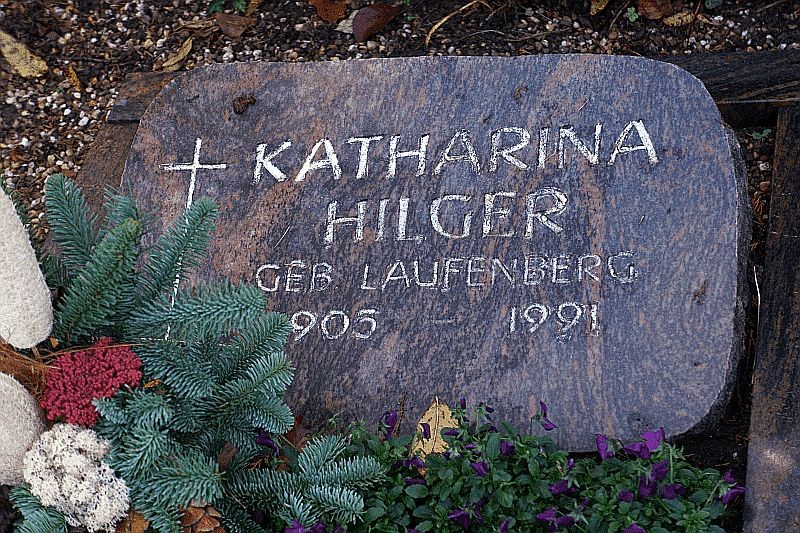 KATHARINA
HILGER
GEB LAUFENBERG
905 – 1991